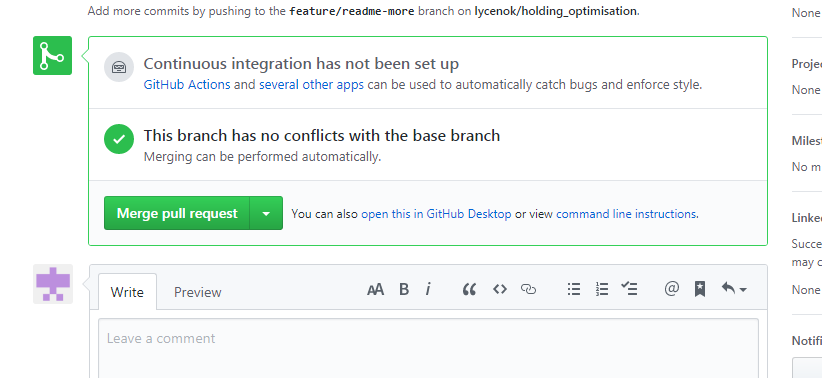 Add more commits by pushing to the feature/readme-more branch on lycenok/holding_optimisation.
Continuous integration has not been set up
GitHub Actions and several other apps can be used to automatically catch bugs and enforce style.
This branch has no conflicts with the base branch
Merging can be performed automatically.
Merge pull request
You can also open this in GitHub Desktop or view command line instructions.
Write
Preview
AA B i
@
Leave a comment
None
Projec
None
Milest
No m
Linked
Succe
may c
None
Notifi